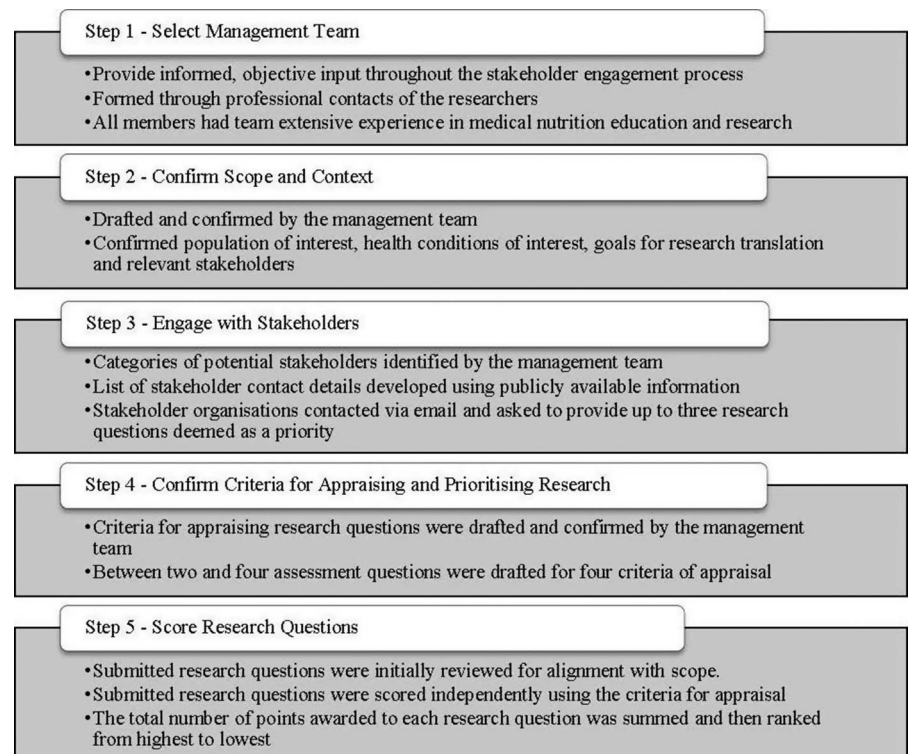 Step 1 - Select Management Team
•Provide informed, objective input throughout the stakeholder engagement process
•Formed through professional contacts of the researchers
•All members had team extensive experience in medical nutrition education and research
Step 2 - Confirm Scope and Context
•Drafted and confirmed by the management team
•Confirmed population of interest, health conditions of interest, goals for research translation
and relevant stakeholders
Step 3 - Engage with Stakeholders
•Categories of potential stakeholders identified by the management team
•List of stakeholder contact details developed using publicly available information
•Stakeholder organisations contacted via email and asked to provide up to three research
questions deemed as a priority
Step 4 - Confirm Criteria for Appraising and Prioritising Research
•Criteria for appraising research questions were drafted and confirmed by the management
team
•Between two and four assessment questions were drafted for four criteria of appraisal
Step 5 - Score Research Questions
•Submitted research questions were initially reviewed for alignment with scope.
•Submitted research questions were scored independently using the criteria for appraisal
•The total number of points awarded to each research question was summed and then ranked
from highest to lowest